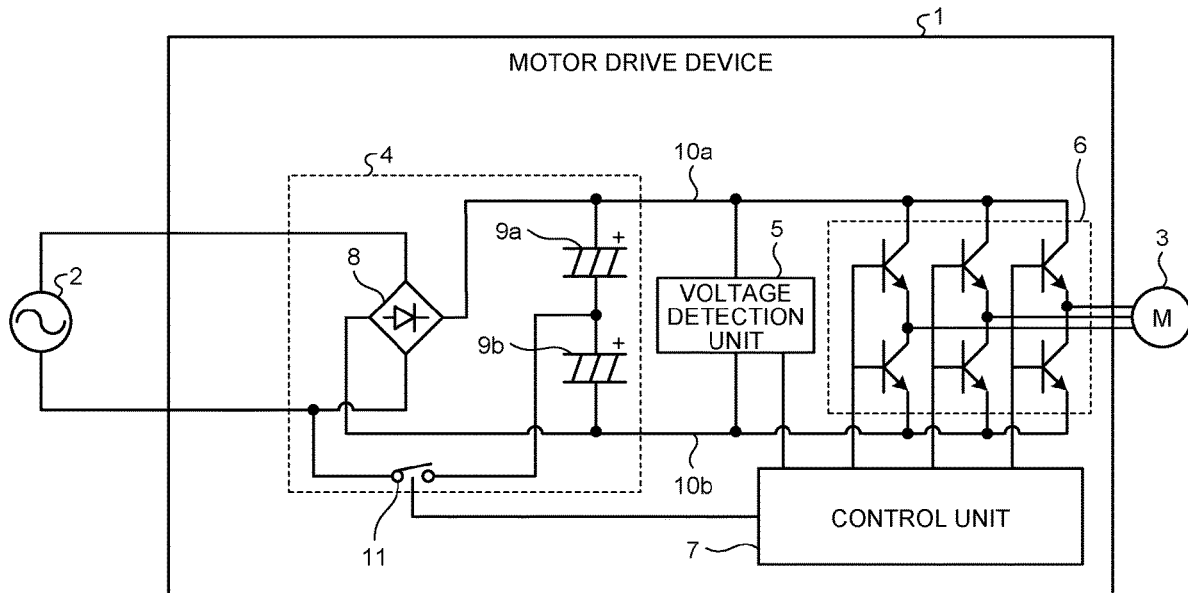 1
MOTOR DRIVE DEVICE
4
10a
6
9a
+
5
3
2
8
VOLTAGE
DETECTION
UNIT
M
9b
+
10b
CONTROL UNIT
11
7